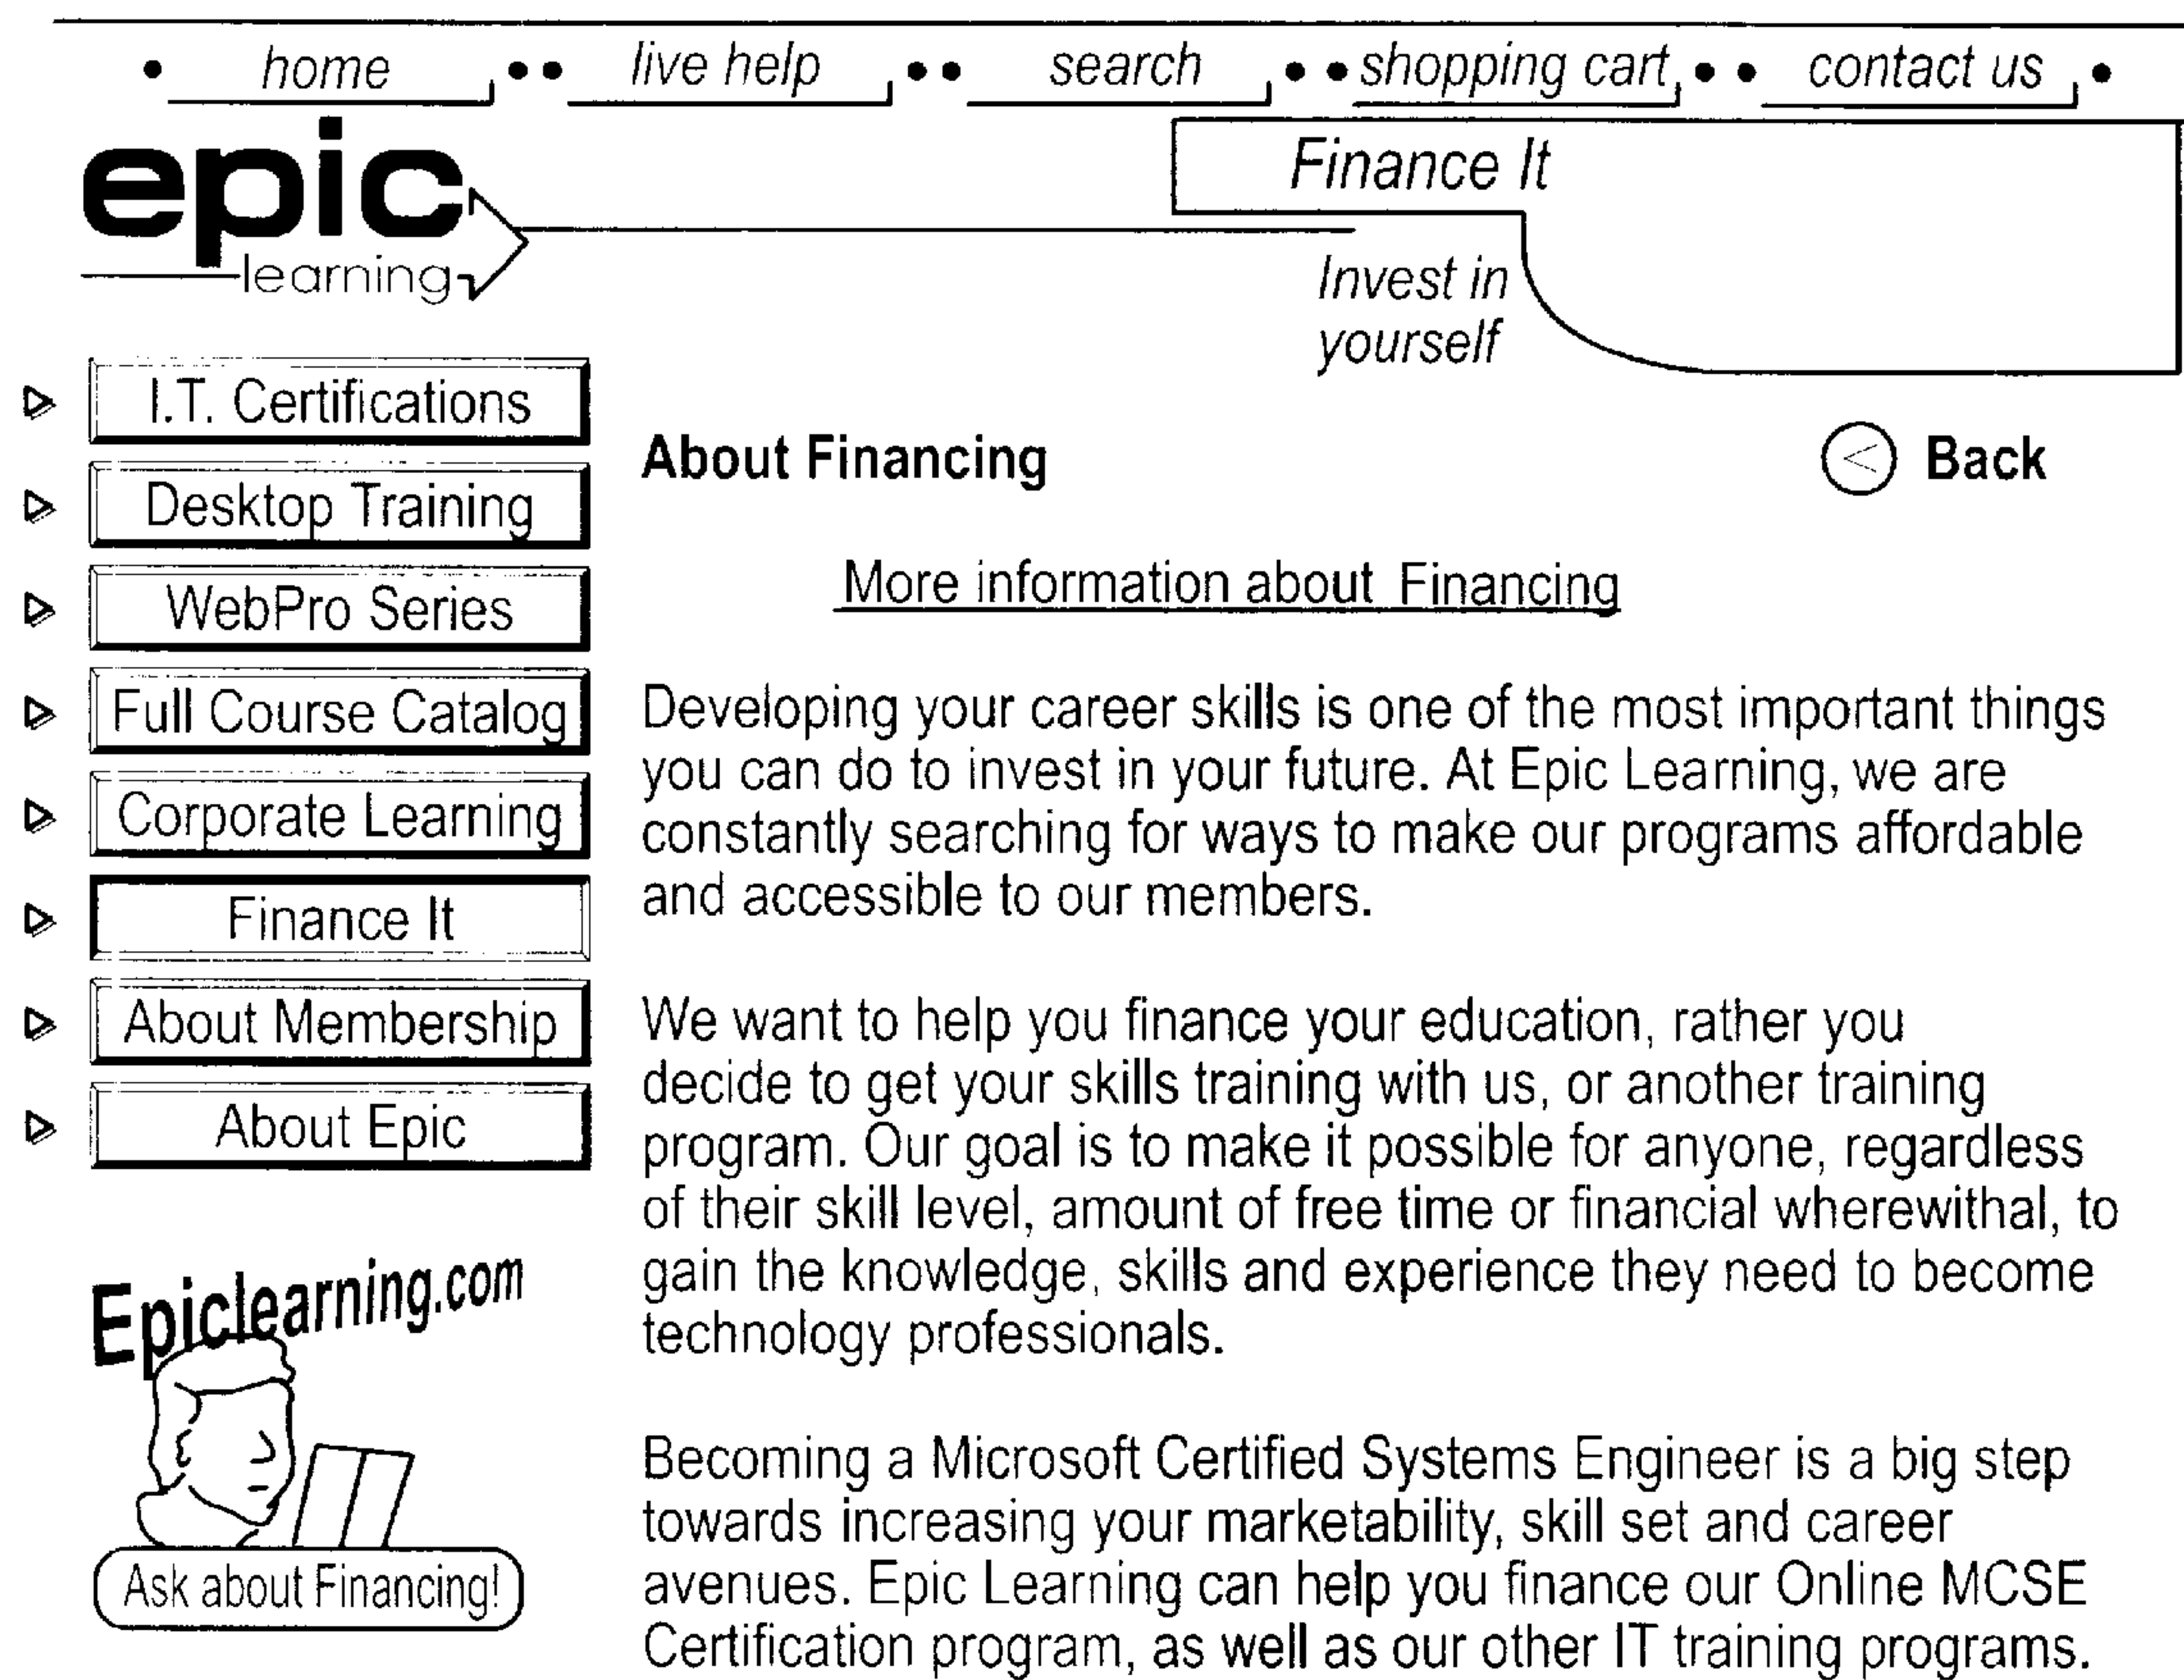 home
live help
search
shopping cart
contact us
epic
learning
Finance It
Invest in
yourself
I.T. Certifications
Desktop Training
WebPro Series
Full Course Catalog
Corporate Learning
Finance It
About Membership
About Epic
Epiclearning.com
Ask about Financing!
About Financing
< Back
More information about Financing
Developing your career skills is one of the most important things
you can do to invest in your future. At Epic Learning, we are
constantly searching for ways to make our programs affordable
and accessible to our members.
We want to help you finance your education, rather you
decide to get your skills training with us, or another training
program. Our goal is to make it possible for anyone, regardless
of their skill level, amount of free time or financial wherewithal, to
gain the knowledge, skills and experience they need to become
technology professionals.
Becoming a Microsoft Certified Systems Engineer is a big step
towards increasing your marketability, skill set and career
avenues. Epic Learning can help you finance our Online MCSE
Certification program, as well as our other IT training programs.